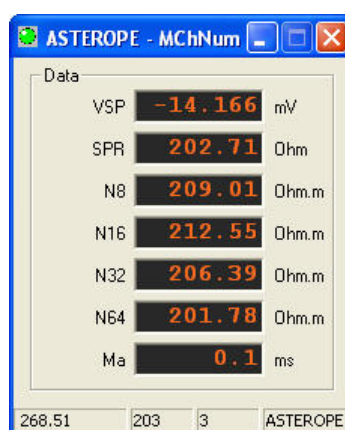 ASTEROPE - MChNum
Data
VSP -14.166 mV
SPR 202.71 Ohm
N8 209.01 Ohm.m
N16 212.55 Ohm.m
N32 206.39 Ohm.m
N64 201.78 Ohm.m
Ma 0.1 ms
268.51 203 3 ASTEROPE